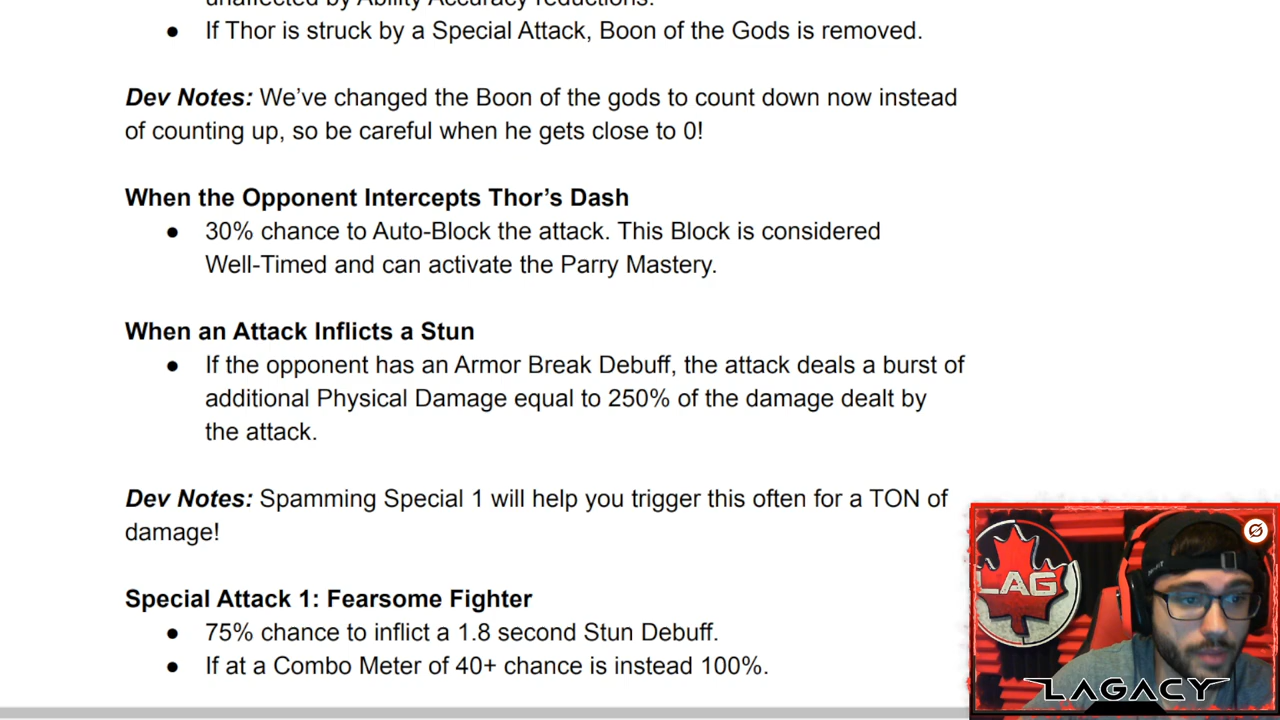 unaffected by Ability Accuracy reductions.
● If Thor is struck by a Special Attack, Boon of the Gods is removed.
Dev Notes: We’ve changed the Boon of the gods to count down now instead
of counting up, so be careful when he gets close to 0!
When the Opponent Intercepts Thor’s Dash
● 30% chance to Auto-Block the attack. This Block is considered
Well-Timed and can activate the Parry Mastery.
When an Attack Inflicts a Stun
● If the opponent has an Armor Break Debuff, the attack deals a burst of
additional Physical Damage equal to 250% of the damage dealt by
the attack.
Dev Notes: Spamming Special 1 will help you trigger this often for a TON of
damage!
Special Attack 1: Fearsome Fighter
● 75% chance to inflict a 1.8 second Stun Debuff.
● If at a Combo Meter of 40+ chance is instead 100%.
LAG
LAGACY